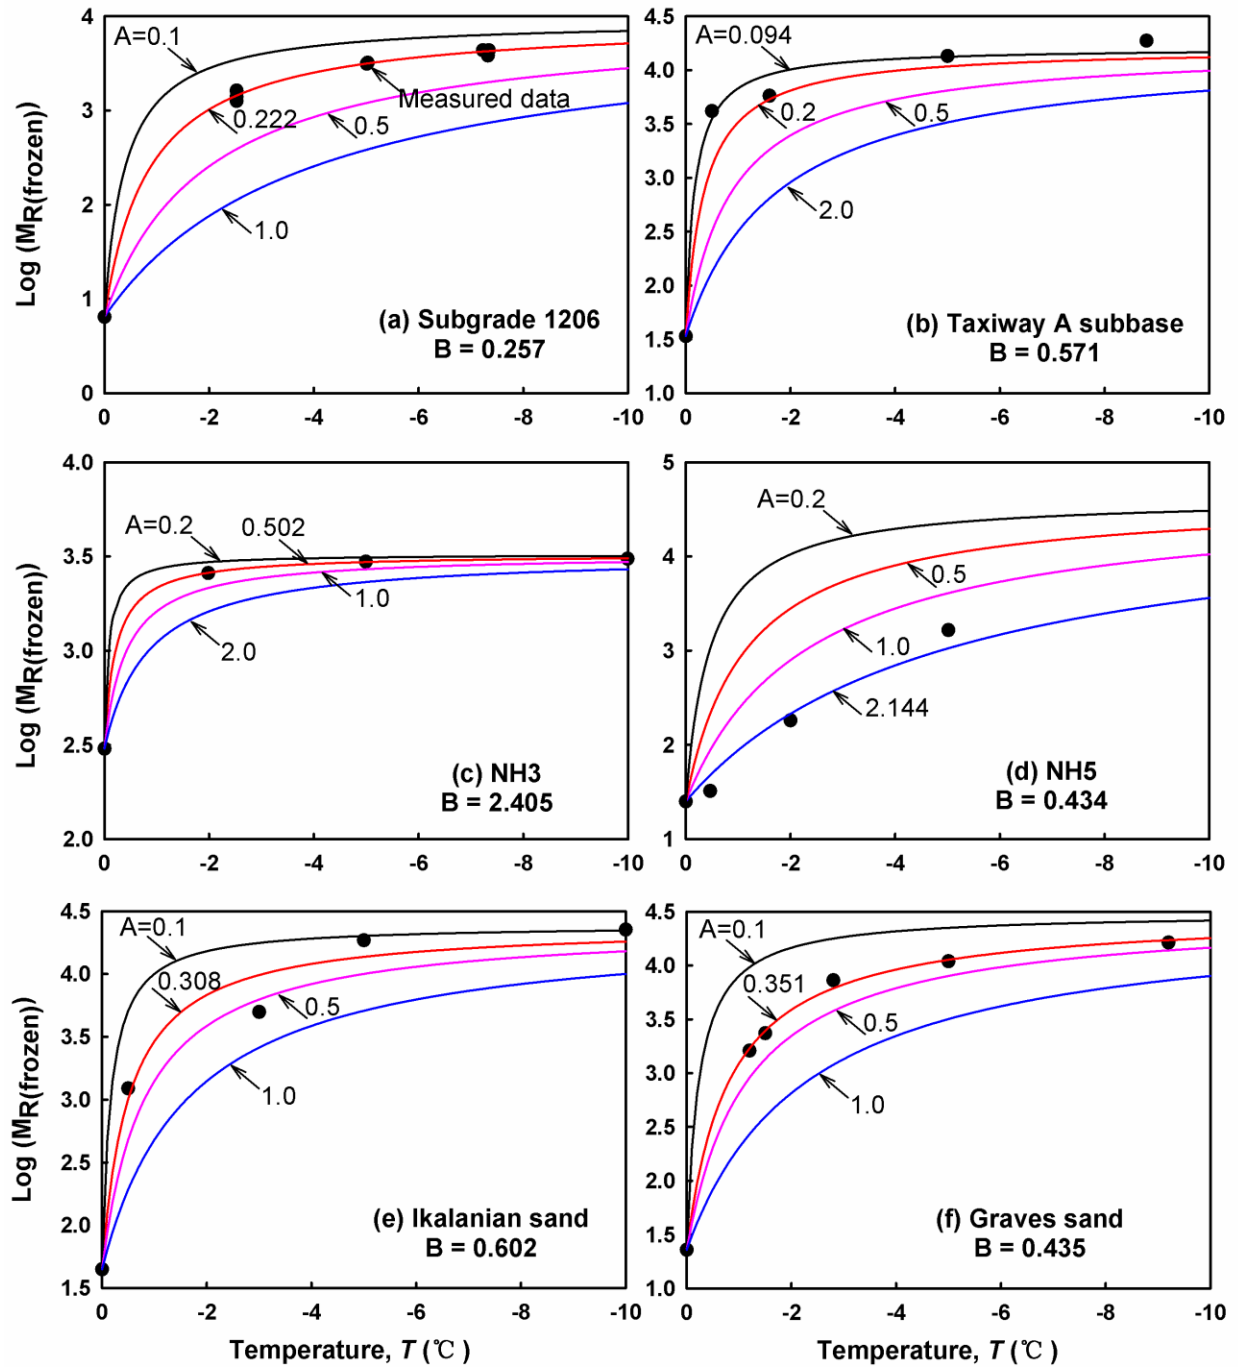 Log (MR(frozen)
4
3
2
1
0
A=0.1
Measured data
0.222
0.5
1.0
(a) Subgrade 1206
B = 0.257
0 -2 -4 -6 -8 -10
4.5
4.0
3.5
3.0
2.5
2.0
1.5
1.0
A=0.094
0.2
0.5
2.0
(b) Taxiway A subbase
B = 0.571
0 -2 -4 -6 -8 -10
Log (MR(frozen)
4.0
3.5
3.0
2.5
2.0
A=0.2
0.502
1.0
2.0
(c) NH3
B = 2.405
0 -2 -4 -6 -8 -10
5
4
3
2
1
A=0.2
0.5
1.0
2.144
(d) NH5
B = 0.434
0 -2 -4 -6 -8 -10
Log (MR(frozen)
4.5
4.0
3.5
3.0
2.5
2.0
1.5
A=0.1
0.308
0.5
1.0
(e) Ikalanian sand
B = 0.602
0 -2 -4 -6 -8 -10
Temperature, T (℃)
4.5
4.0
3.5
3.0
2.5
2.0
1.5
1.0
A=0.1
0.351
0.5
1.0
(f) Graves sand
B = 0.435
0 -2 -4 -6 -8 -10
Temperature, T (℃)